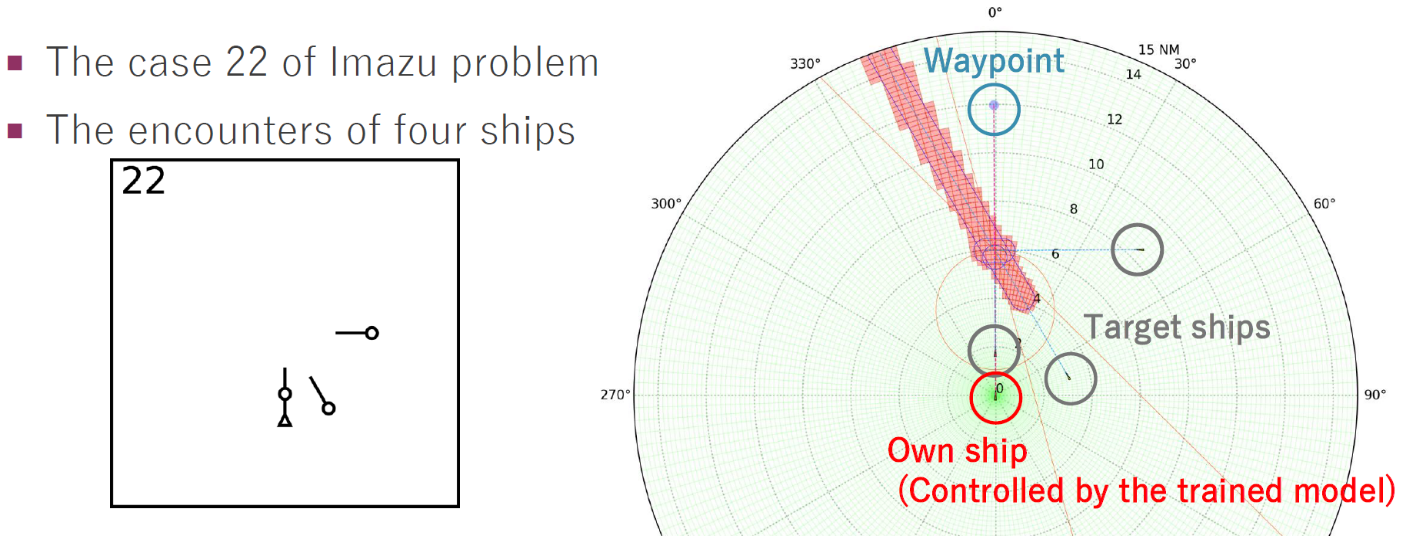 The case 22 of Imazu problem
The encounters of four ships
22
0°
15 NM
30°
14
330°
Waypoint
12
10
8
300°
60°
6
4
Target ships
2
0
270°
90°
Own ship
(Controlled by the trained model)